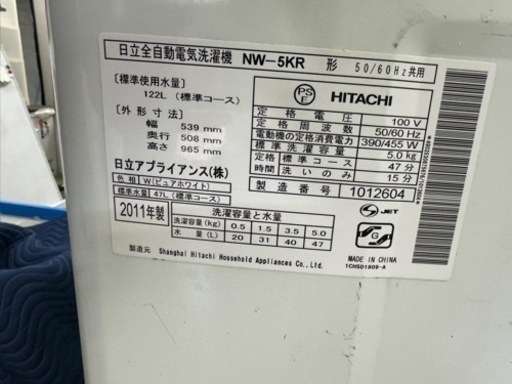 日立全自動電気洗濯機 NW-5KR 形 50/60Hz共用
[標準使用水量]
122L (標準コース)
[外形寸法]
幅 539 mm
奥行 508 mm
高さ 965 mm
日立アプライアンス(株)
色相 W(ピュアホワイト)
標準水量 47L(標準コース)
PS E HITACHI
定格電圧 100 V
定格周波数 50/60 Hz
電動機の定格消費電力 390/455 W
標準洗濯容量 5.0kg
定格時間 標準コース 47分
洗いのみ 15分
製造番号 1012604
2011年製
洗濯容量と水量
洗濯容量(kg) 0.5 1.5 3.5 5.0
水量(L) 20 31 40 47
S JET
G
製造元 Shanghai Hitachi Household Appliances Co., Ltd.
MADE IN CHINA
1CHSD1809-A